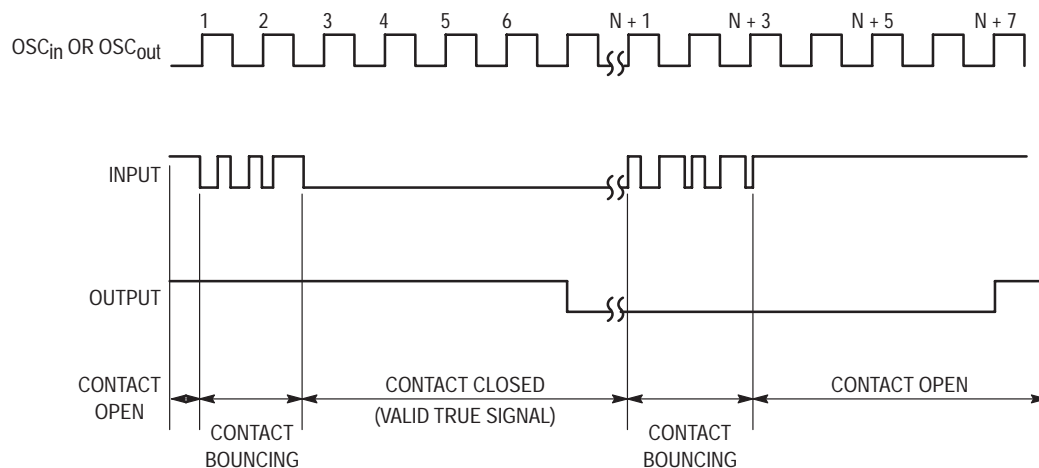 1 2 3 4 5 6 N + 1 N + 3 N + 5 N + 7
OSCin OR OSCout
INPUT
OUTPUT
CONTACT
OPEN
CONTACT CLOSED
(VALID TRUE SIGNAL)
CONTACT OPEN
CONTACT
BOUNCING
CONTACT
BOUNCING